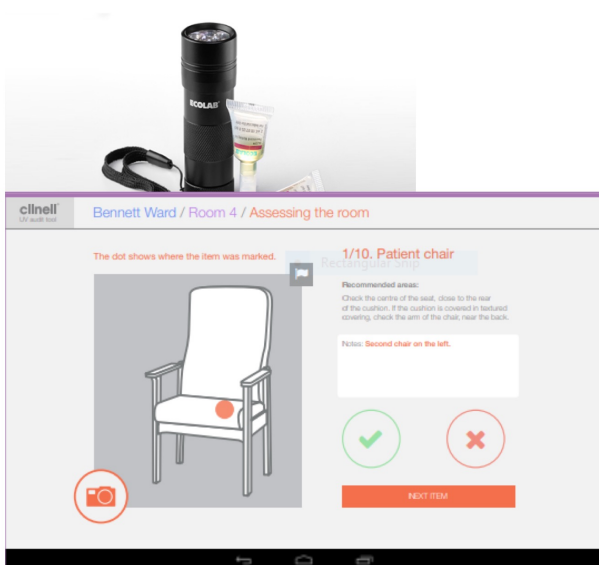 ECOLAB
clinell
UV audit tool
Bennett Ward / Room 4 / Assessing the room
The dot shows where the item was marked.
Rectangular Snip
1/10. Patient chair
Recommended areas:
Check the centre of the seat, close to the rear
of the cushion. If the cushion is covered in textured
covering, check the arm of the chair, near the back.
Notes: Second chair on the left.
NEXT ITEM